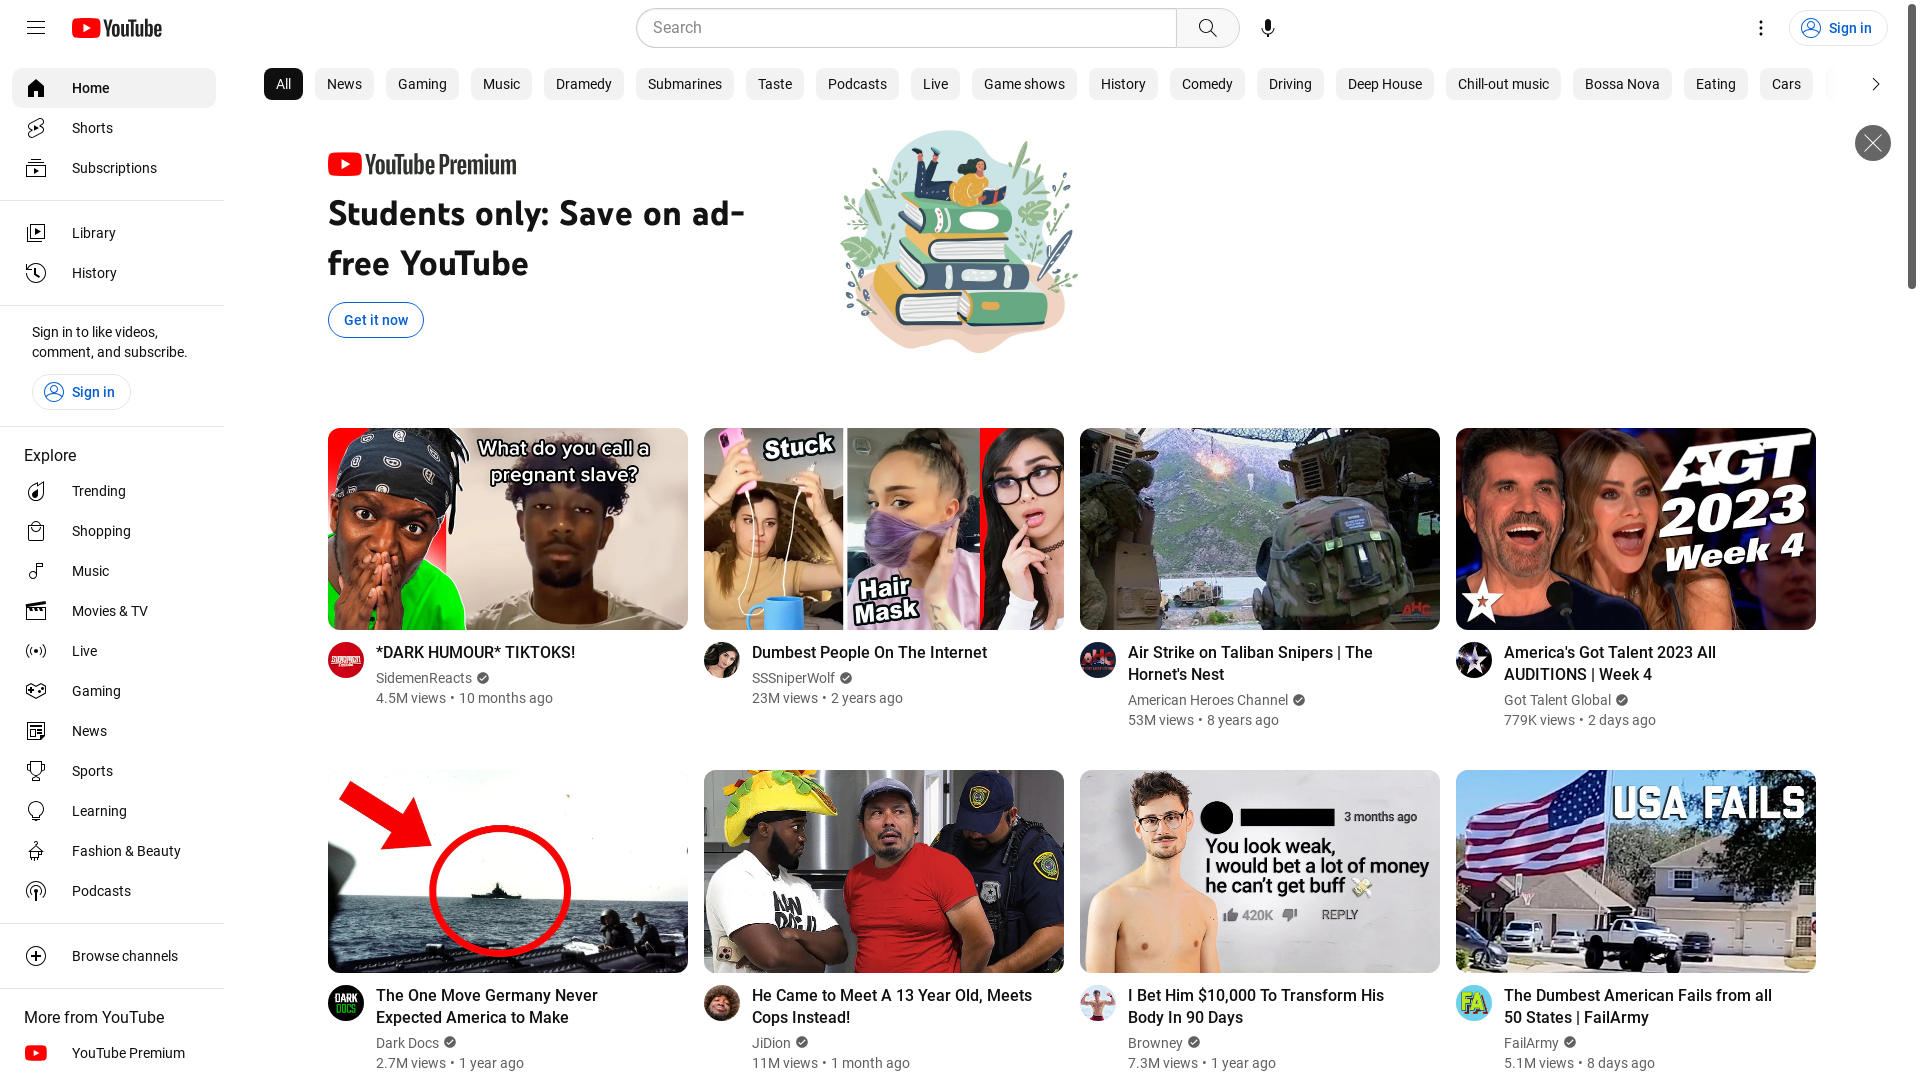 YouTube
Search
Sign in
Home
Shorts
Subscriptions
Library
History
Sign in to like videos,
comment, and subscribe.
Sign in
Explore
Trending
Shopping
Music
Movies & TV
Live
Gaming
News
Sports
Learning
Fashion & Beauty
Podcasts
Browse channels
More from YouTube
YouTube Premium
All
News
Gaming
Music
Dramedy
Submarines
Taste
Podcasts
Live
Game shows
History
Comedy
Driving
Deep House
Chill-out music
Bossa Nova
Eating
Cars
YouTube Premium
Students only: Save on ad-
free YouTube
Get it now
What do you call a
pregnant slave?
*DARK HUMOUR* TIKTOKS!
SidemenReacts
4.5M views • 10 months ago
Stuck
Hair
Mask
Dumbest People On The Internet
SSSniperWolf
23M views • 2 years ago
AHC
Air Strike on Taliban Snipers | The
Hornet's Nest
American Heroes Channel
53M views • 8 years ago
AGT
2023
Week 4
America's Got Talent 2023 All
AUDITIONS | Week 4
Got Talent Global
779K views • 2 days ago
DARK
DOCS
The One Move Germany Never
Expected America to Make
Dark Docs
2.7M views • 1 year ago
He Came to Meet A 13 Year Old, Meets
Cops Instead!
JiDion
11M views • 1 month ago
3 months ago
You look weak,
I would bet a lot of money
he can't get buff 💸
420K
REPLY
I Bet Him $10,000 To Transform His
Body In 90 Days
Browney
7.3M views • 1 year ago
USA FAILS
FA
The Dumbest American Fails from all
50 States | FailArmy
FailArmy
5.1M views • 8 days ago